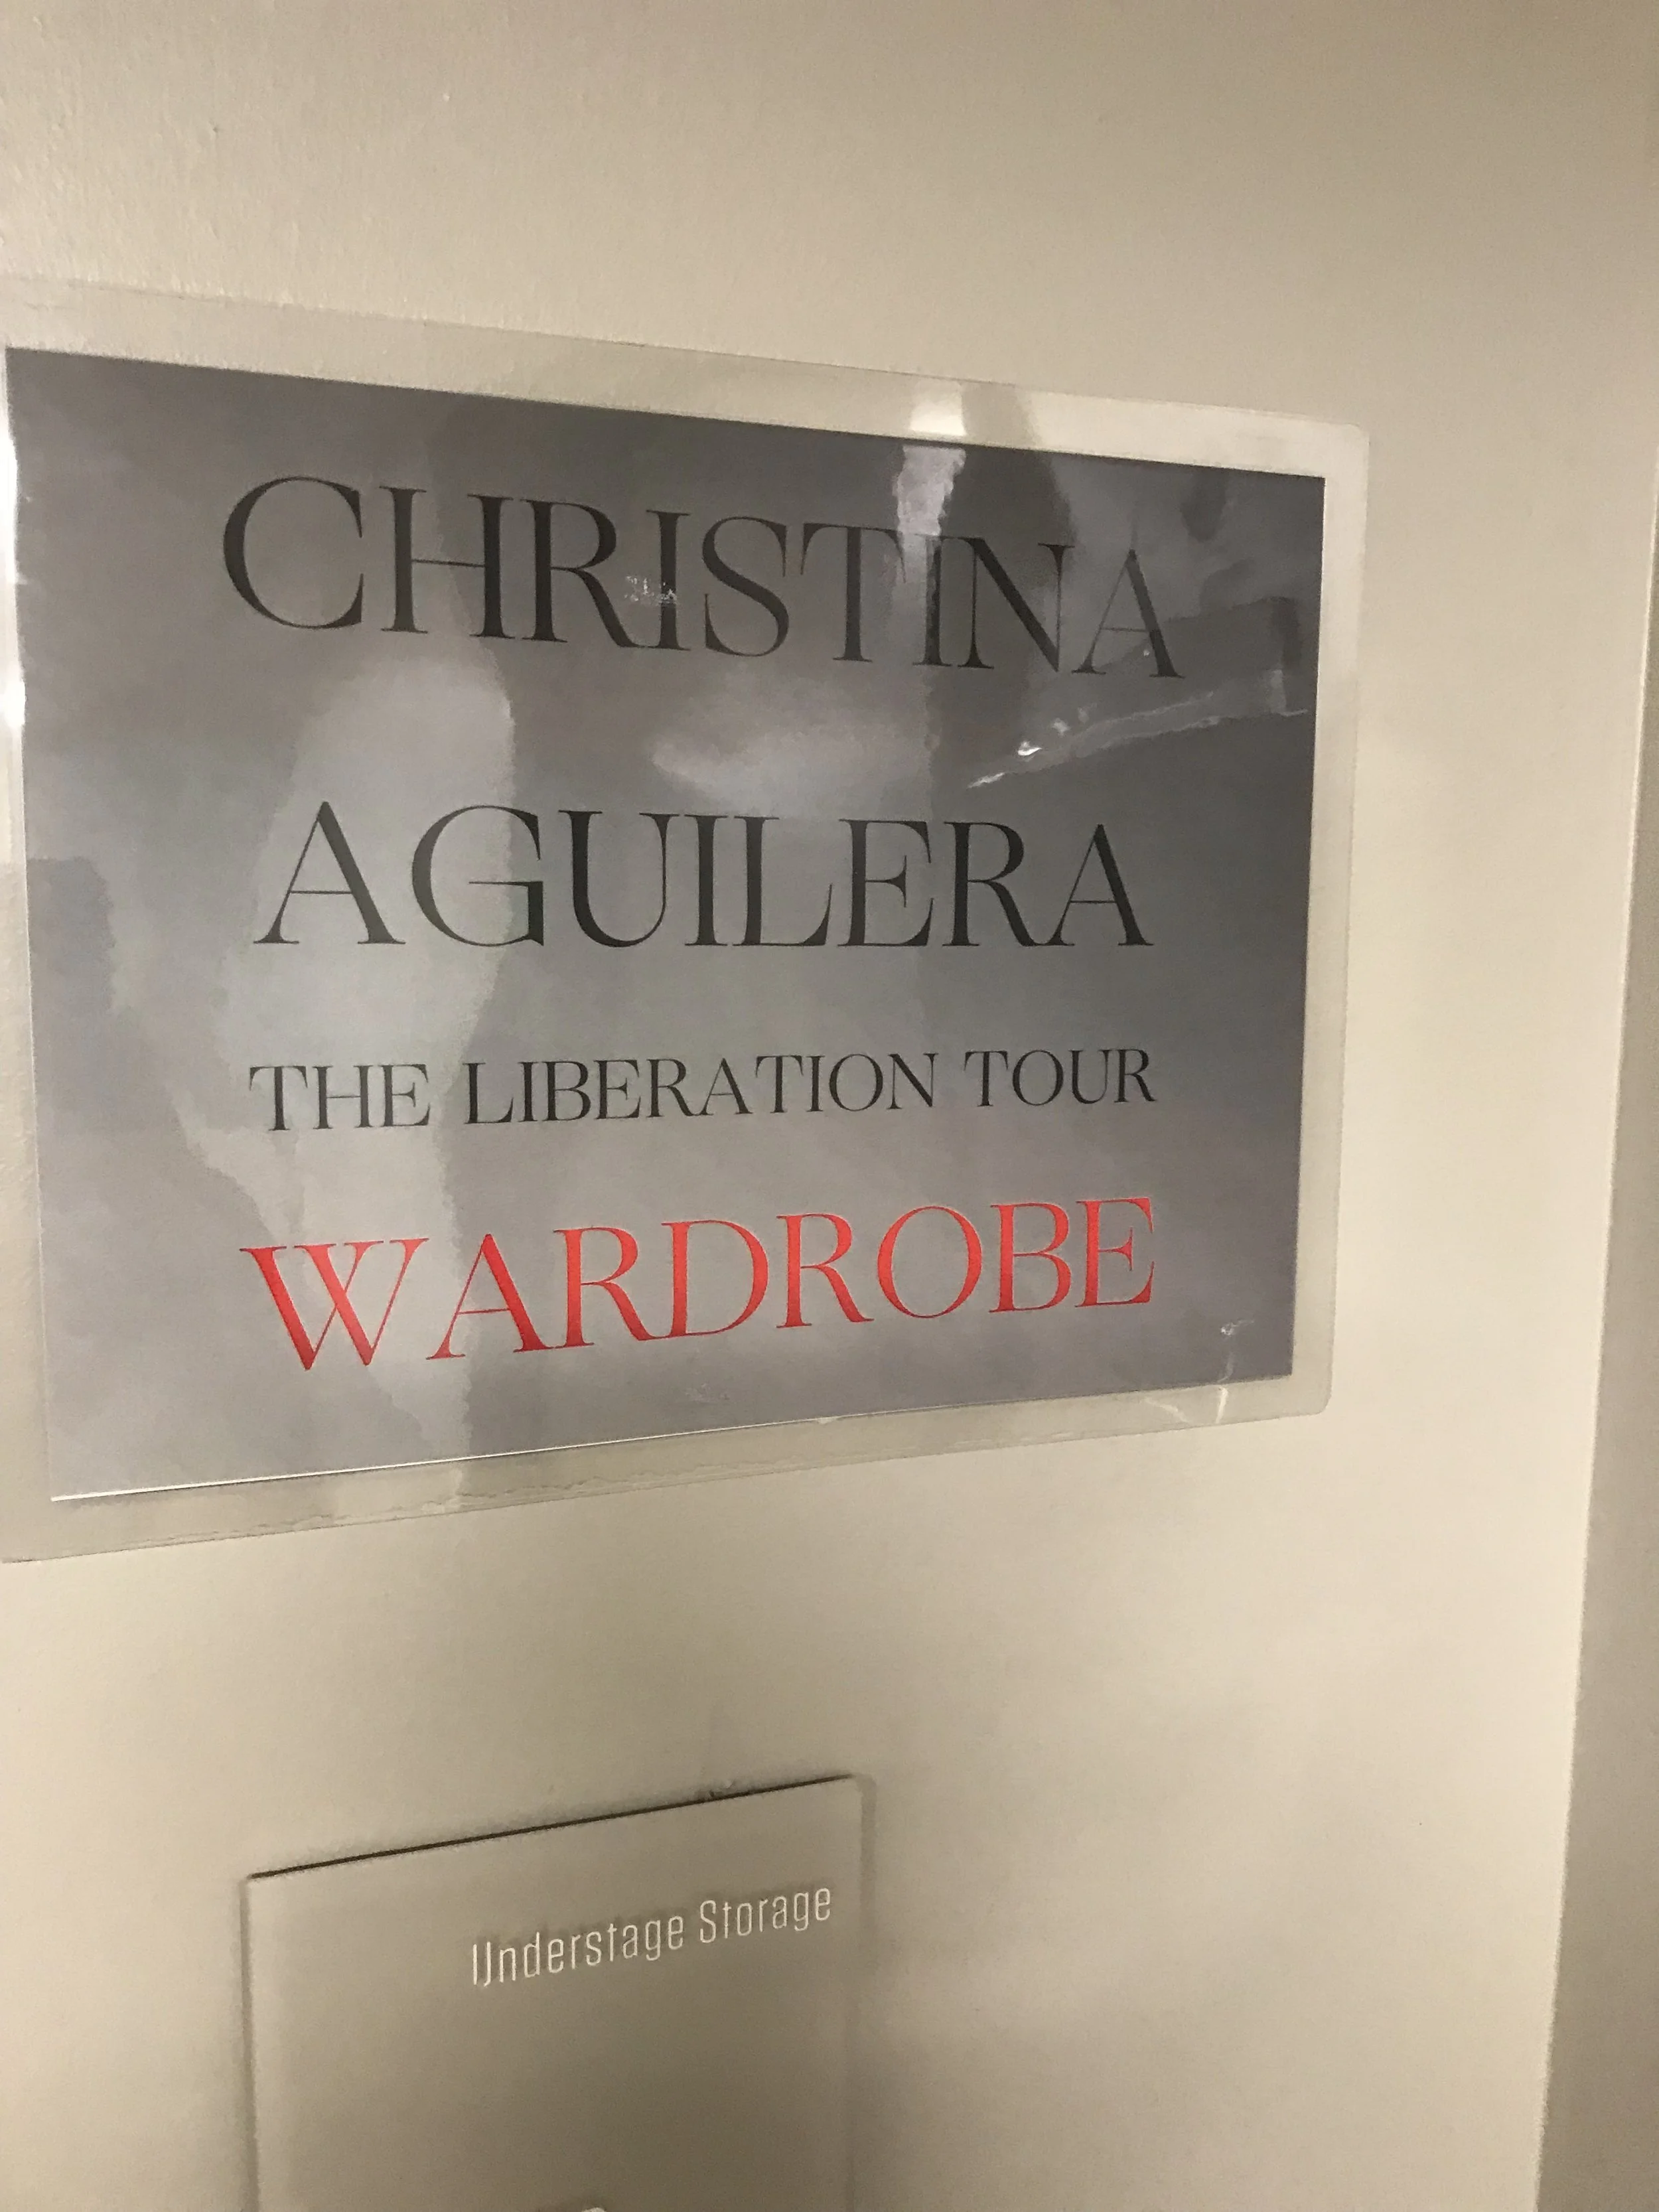 CHRISTINA
AGUILERA
THE LIBERATION TOUR
WARDROBE
Understage Storage